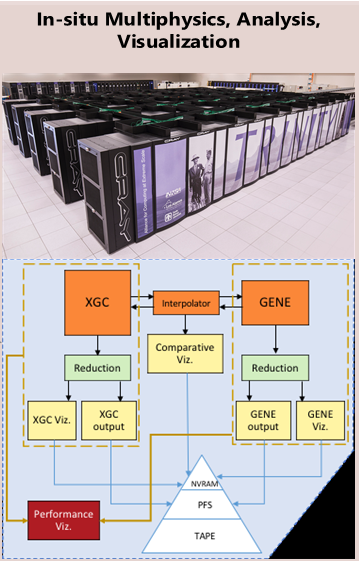 In-situ Multiphysics, Analysis,
Visualization
CRAY
CRAY
TRINITY
XGC
Interpolator
GENE
Comparative
Viz.
Reduction
Reduction
XGC Viz.
XGC
output
GENE
output
GENE
Viz.
NVRAM
PFS
Performance
Viz.
TAPE